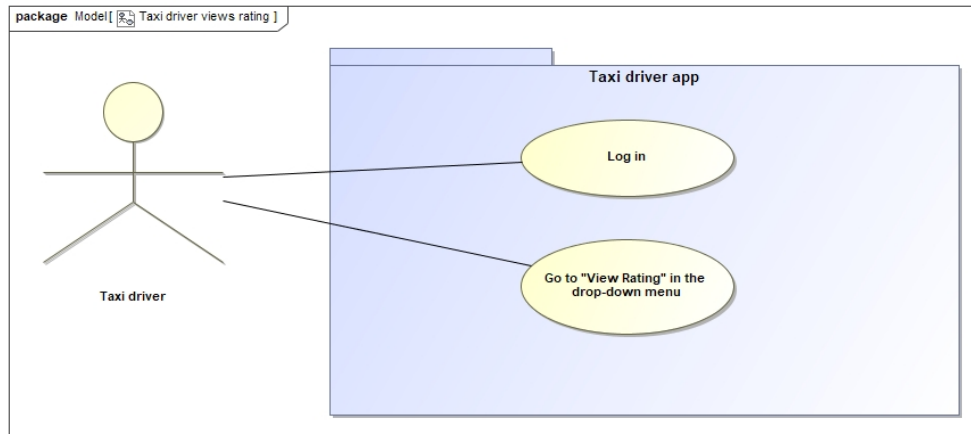 package Model[ Taxi driver views rating ]
Taxi driver app
Log in
Go to "View Rating" in the
drop-down menu
Taxi driver